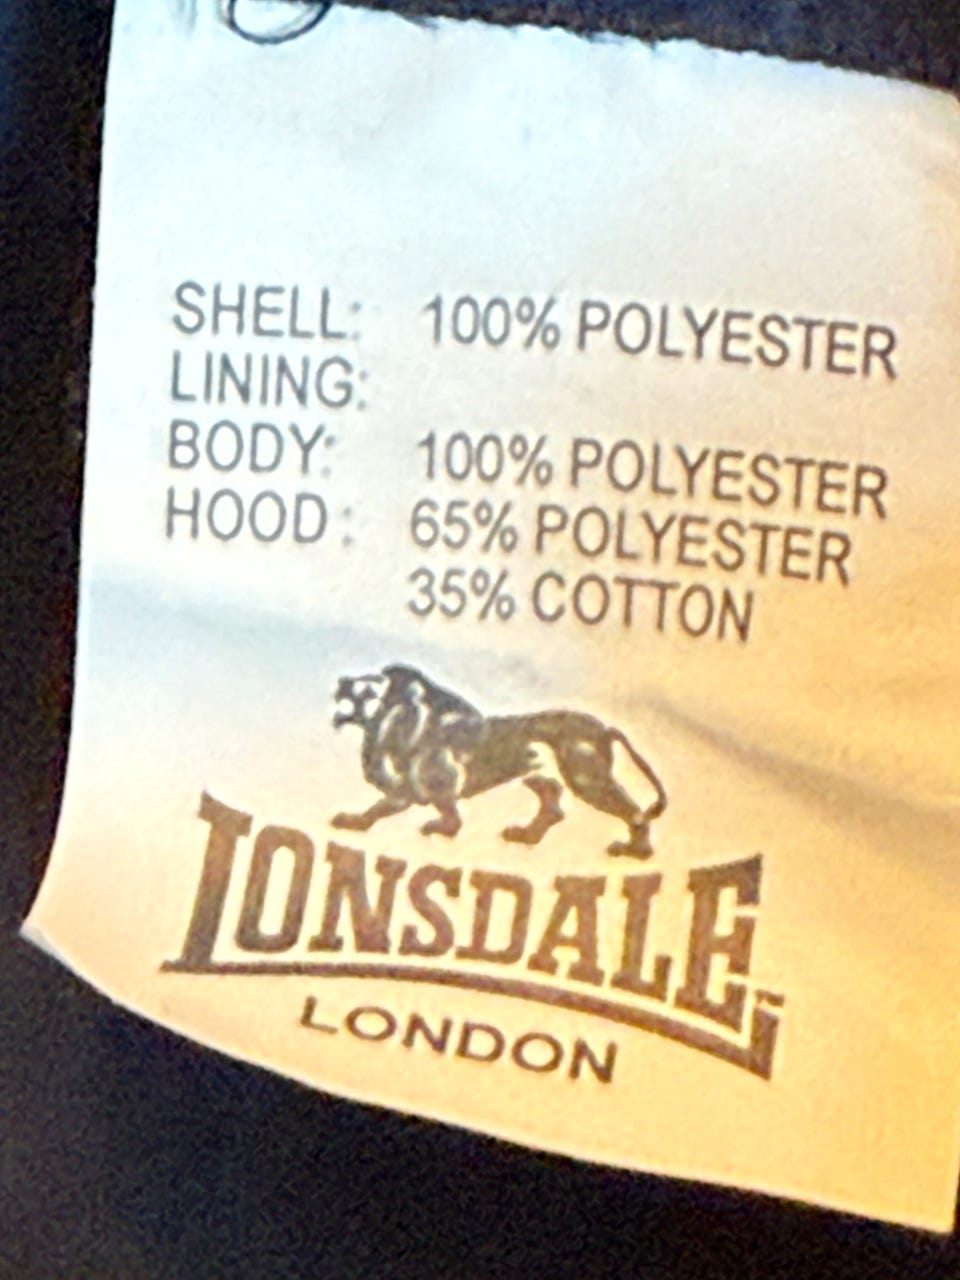 SHELL: 100% POLYESTER
LINING:
BODY: 100% POLYESTER
HOOD : 65% POLYESTER
35% COTTON
LONSDALE
LONDON